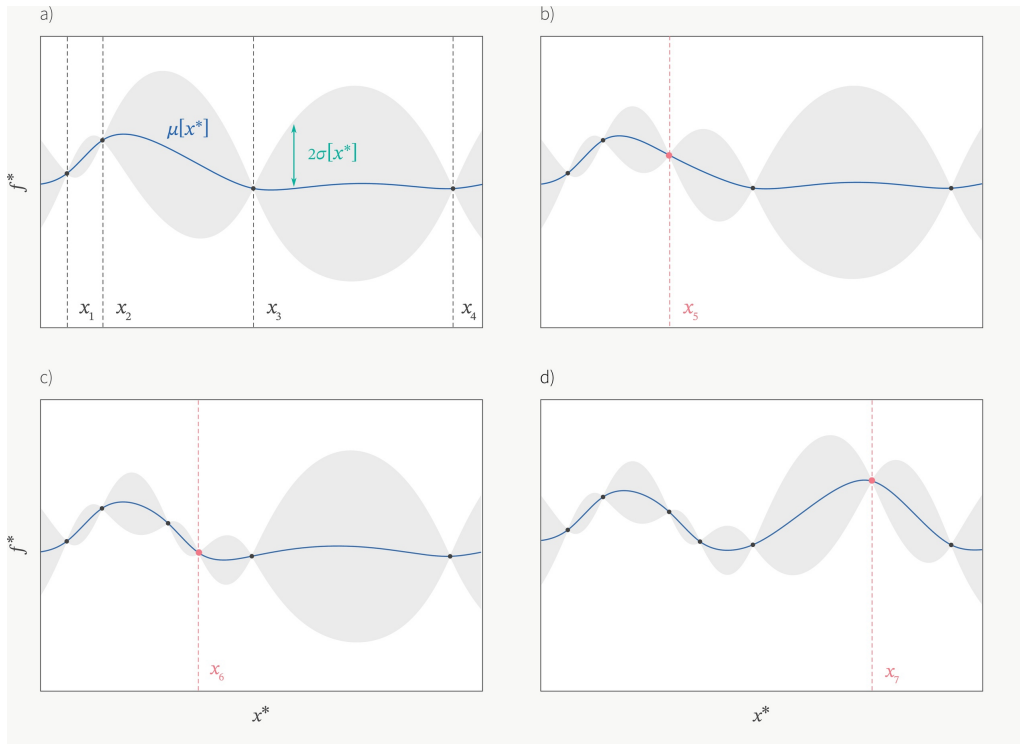 a)
b)
μ[x*]
2σ[x*]
f*
x₁ x₂ x₃ x₄
x₅
c)
d)
f*
x₆
x₇
x*
x*